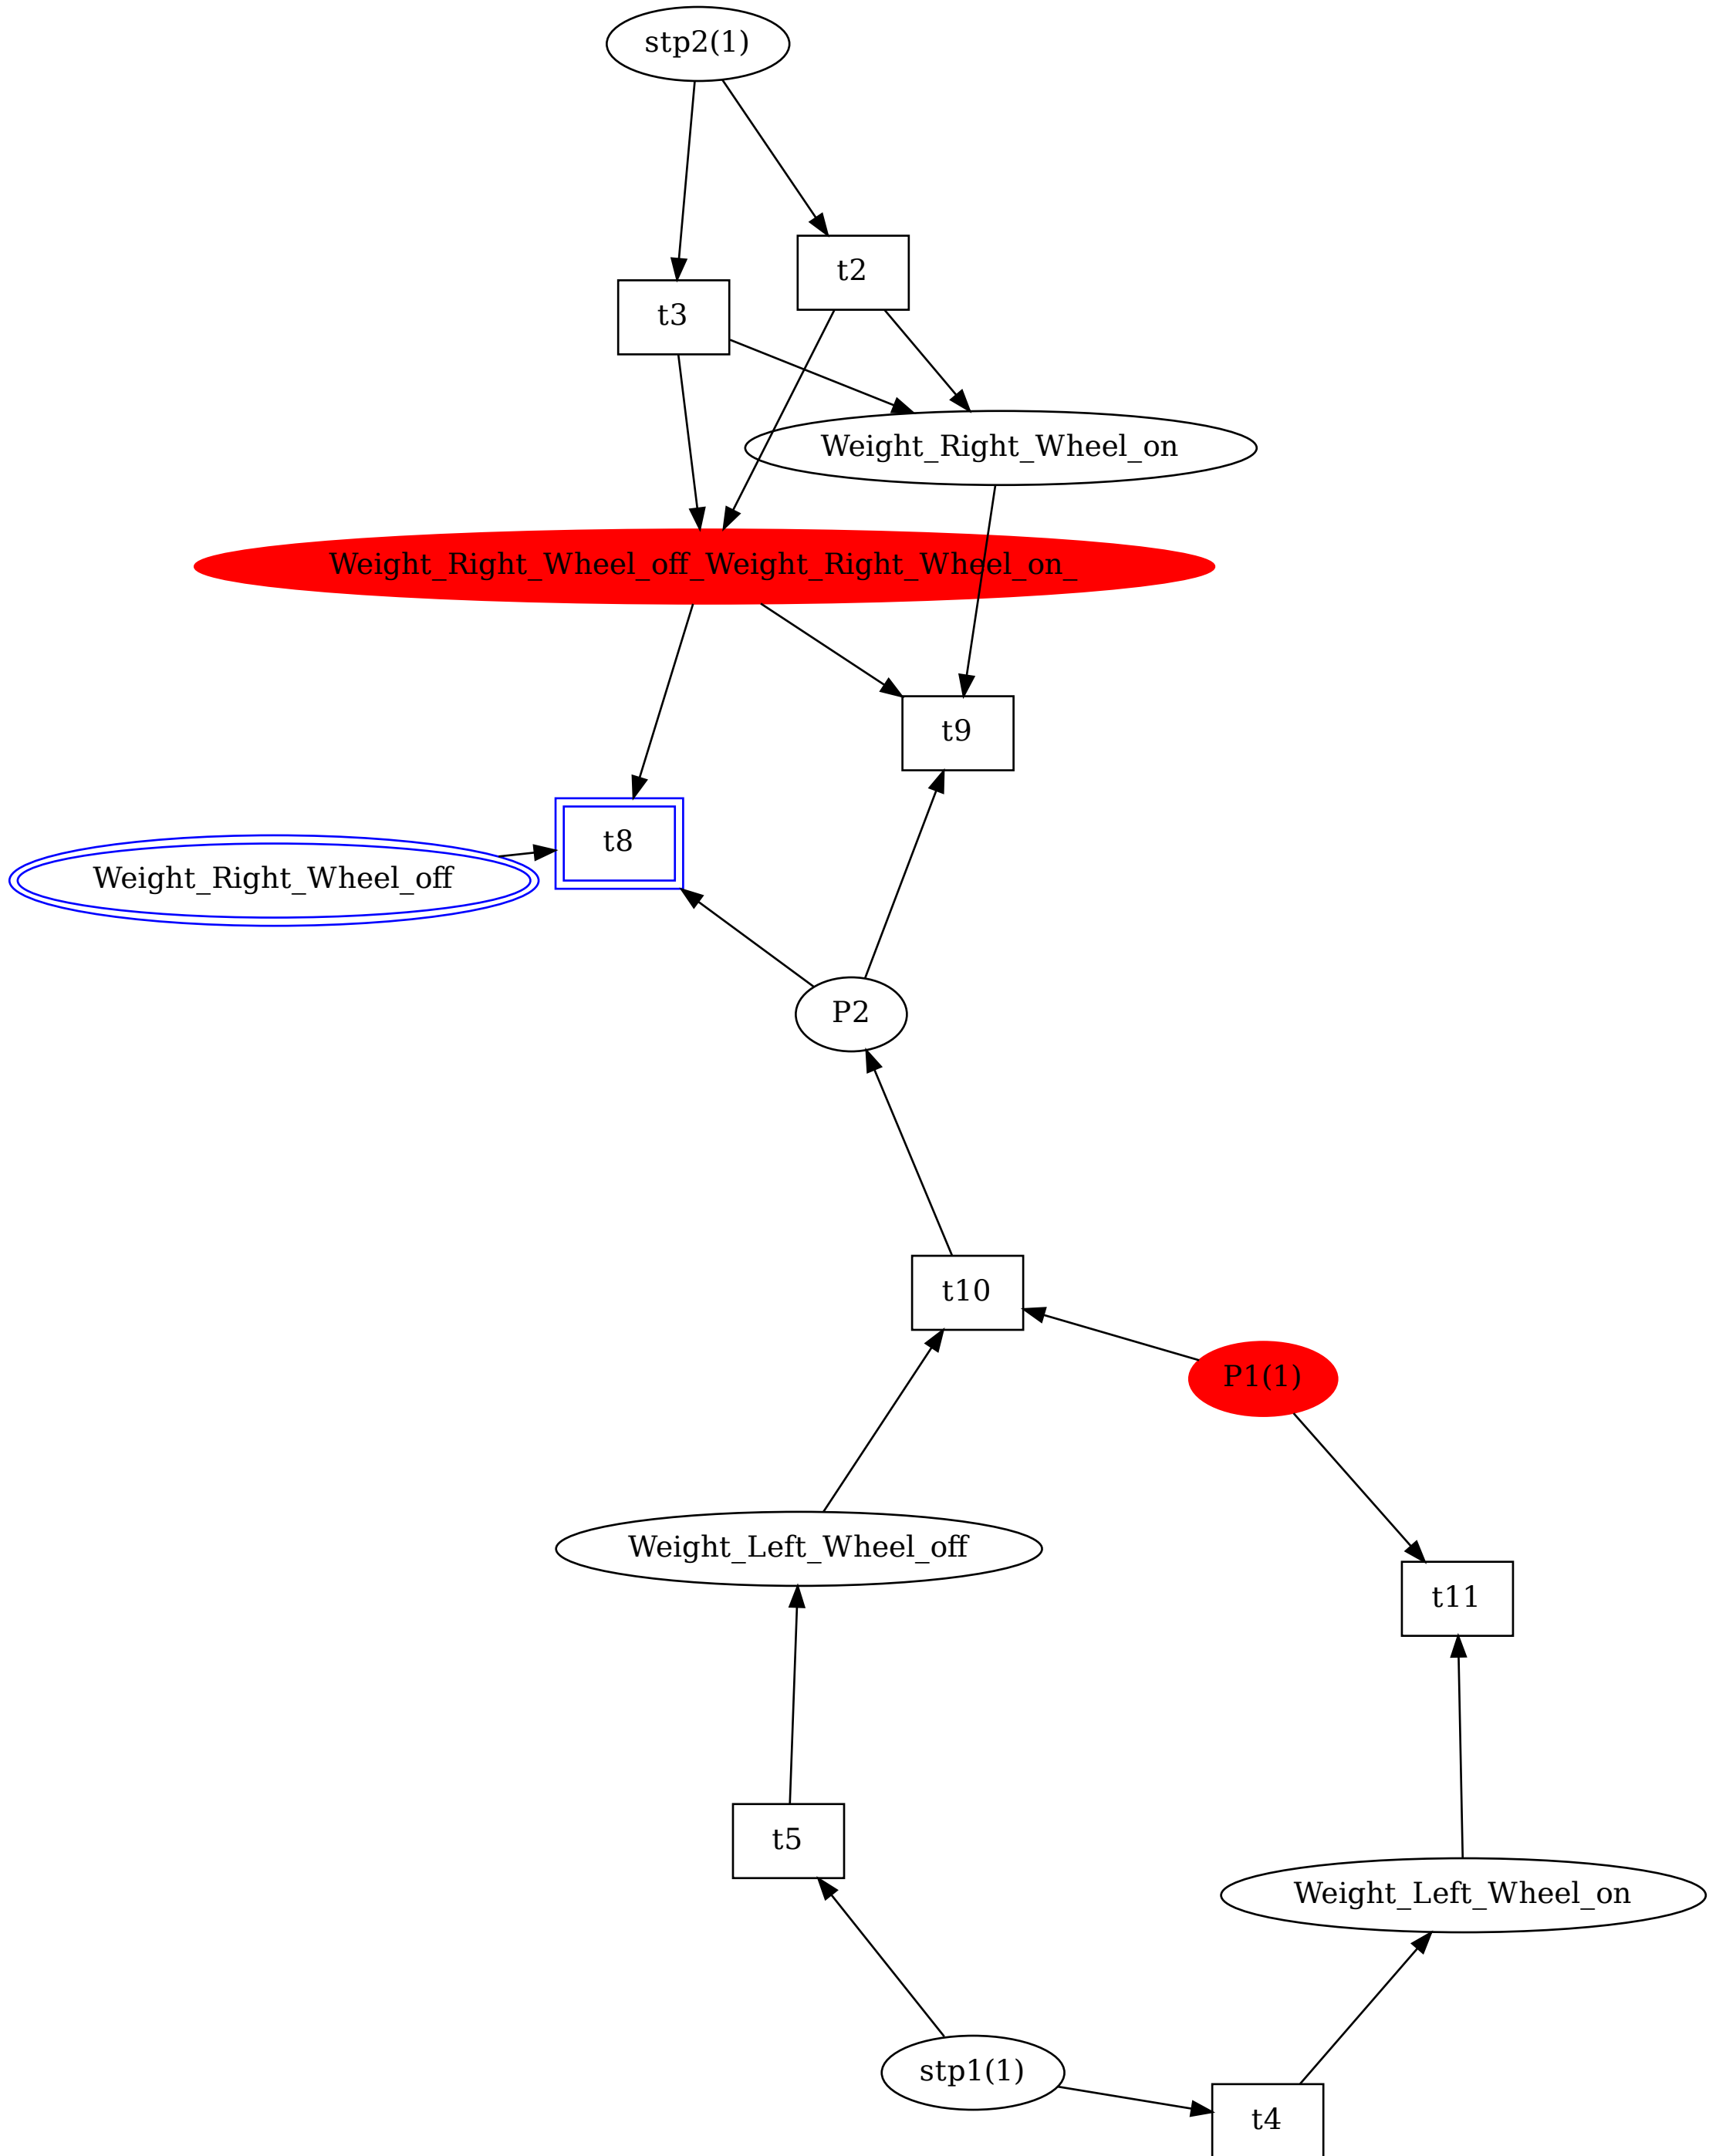 stp2(1)
t2
t3
Weight_Right_Wheel_on
Weight_Right_Wheel_off_Weight_Right_Wheel_on_
t9
t8
Weight_Right_Wheel_off
P2
t10
P1(1)
Weight_Left_Wheel_off
t11
t5
Weight_Left_Wheel_on
stp1(1)
t4